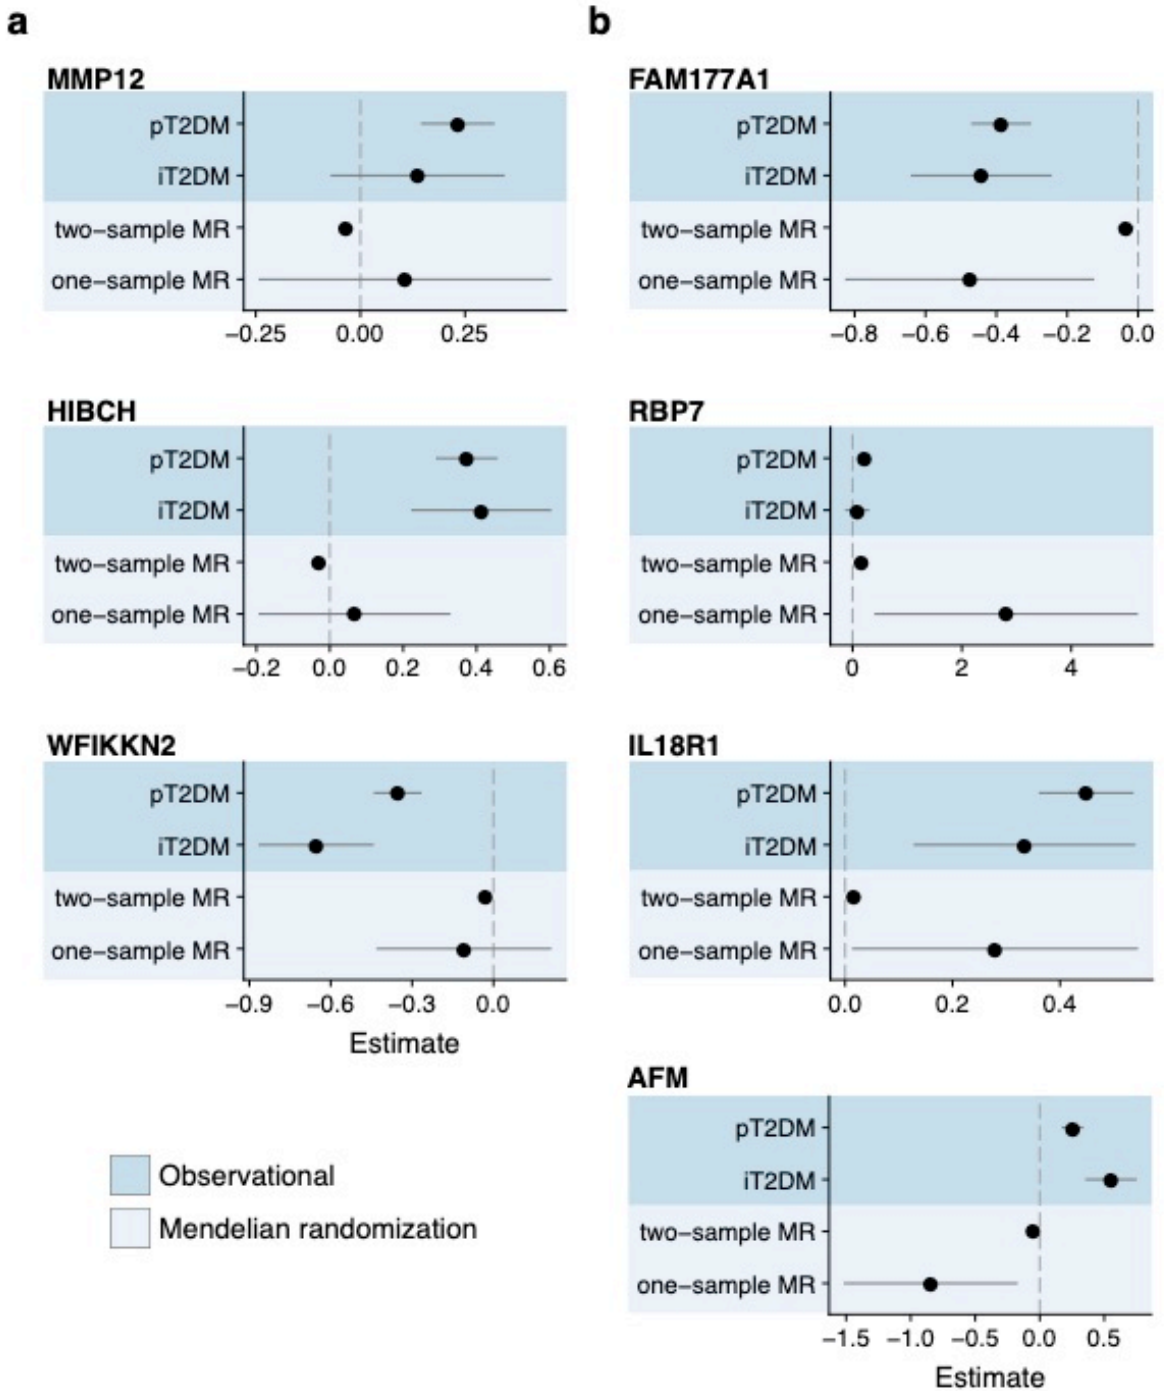 a
MMP12
pT2DM
iT2DM
two−sample MR
one−sample MR
−0.25 0.00 0.25
HIBCH
pT2DM
iT2DM
two−sample MR
one−sample MR
−0.2 0.0 0.2 0.4 0.6
WFIKKN2
pT2DM
iT2DM
two−sample MR
one−sample MR
−0.9 −0.6 −0.3 0.0
Estimate
Observational
Mendelian randomization
b
FAM177A1
pT2DM
iT2DM
two−sample MR
one−sample MR
−0.8 −0.6 −0.4 −0.2 0.0
RBP7
pT2DM
iT2DM
two−sample MR
one−sample MR
0 2 4
IL18R1
pT2DM
iT2DM
two−sample MR
one−sample MR
0.0 0.2 0.4
AFM
pT2DM
iT2DM
two−sample MR
one−sample MR
−1.5 −1.0 −0.5 0.0 0.5
Estimate